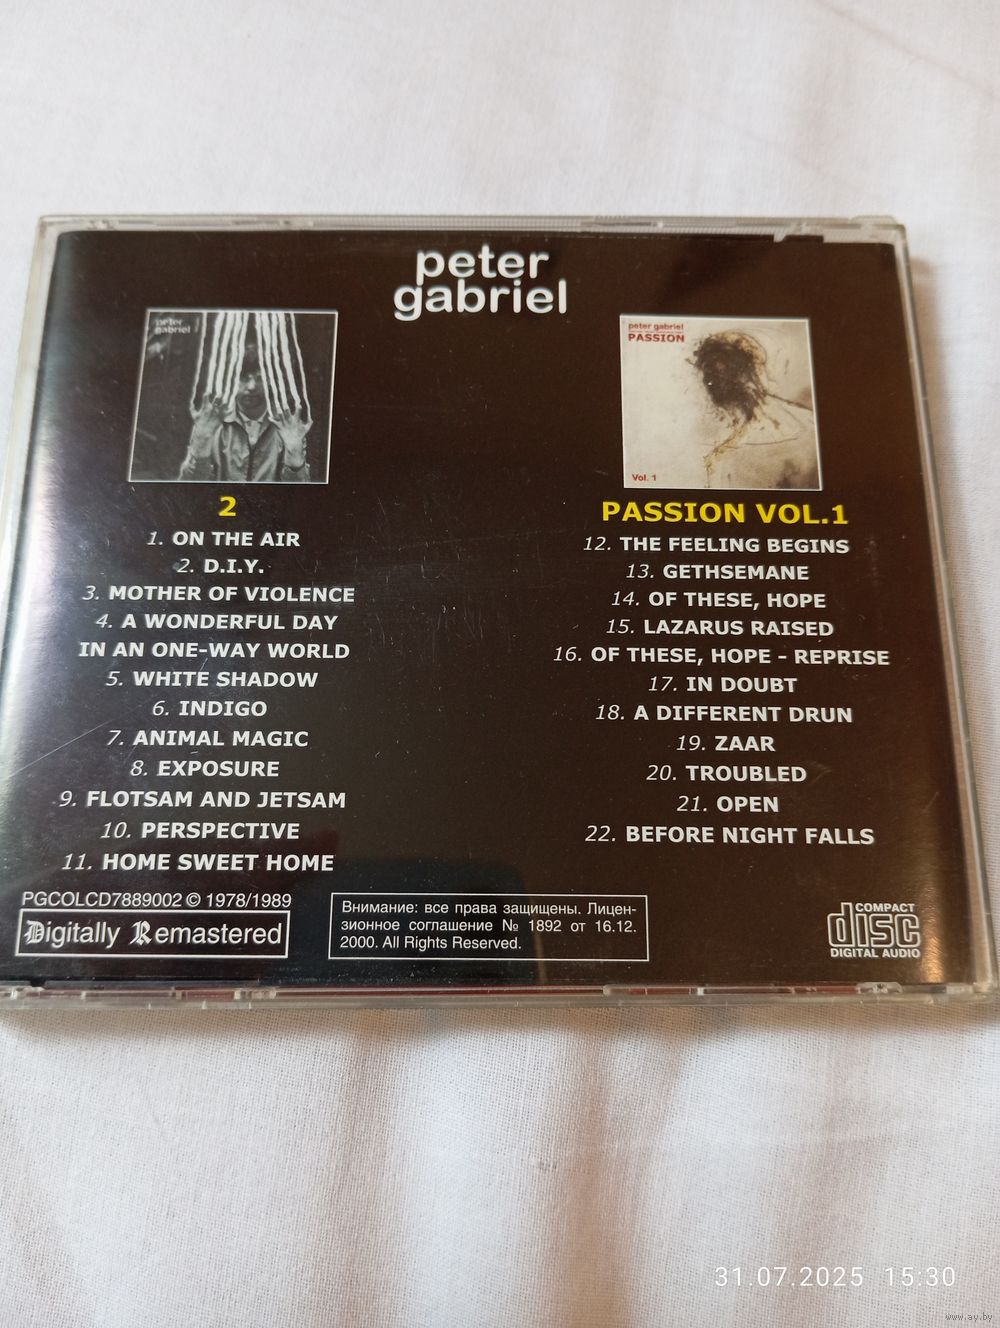 peter
gabriel
peter
gabriel
2
1. ON THE AIR
2. D.I.Y.
3. MOTHER OF VIOLENCE
4. A WONDERFUL DAY
IN AN ONE-WAY WORLD
5. WHITE SHADOW
6. INDIGO
7. ANIMAL MAGIC
8. EXPOSURE
9. FLOTSAM AND JETSAM
10. PERSPECTIVE
11. HOME SWEET HOME
peter gabriel
PASSION
Vol. 1
PASSION VOL.1
12. THE FEELING BEGINS
13. GETHSEMANE
14. OF THESE, HOPE
15. LAZARUS RAISED
16. OF THESE, HOPE - REPRISE
17. IN DOUBT
18. A DIFFERENT DRUN
19. ZAAR
20. TROUBLED
21. OPEN
22. BEFORE NIGHT FALLS
PGCOLCD7889002 © 1978/1989
Digitally Remastered
Внимание: все права защищены. Лицен-
зионное соглашение № 1892 от 16.12.
2000. All Rights Reserved.
COMPACT
disc
DIGITAL AUDIO
31.07.2025 15:30
www.ay.by